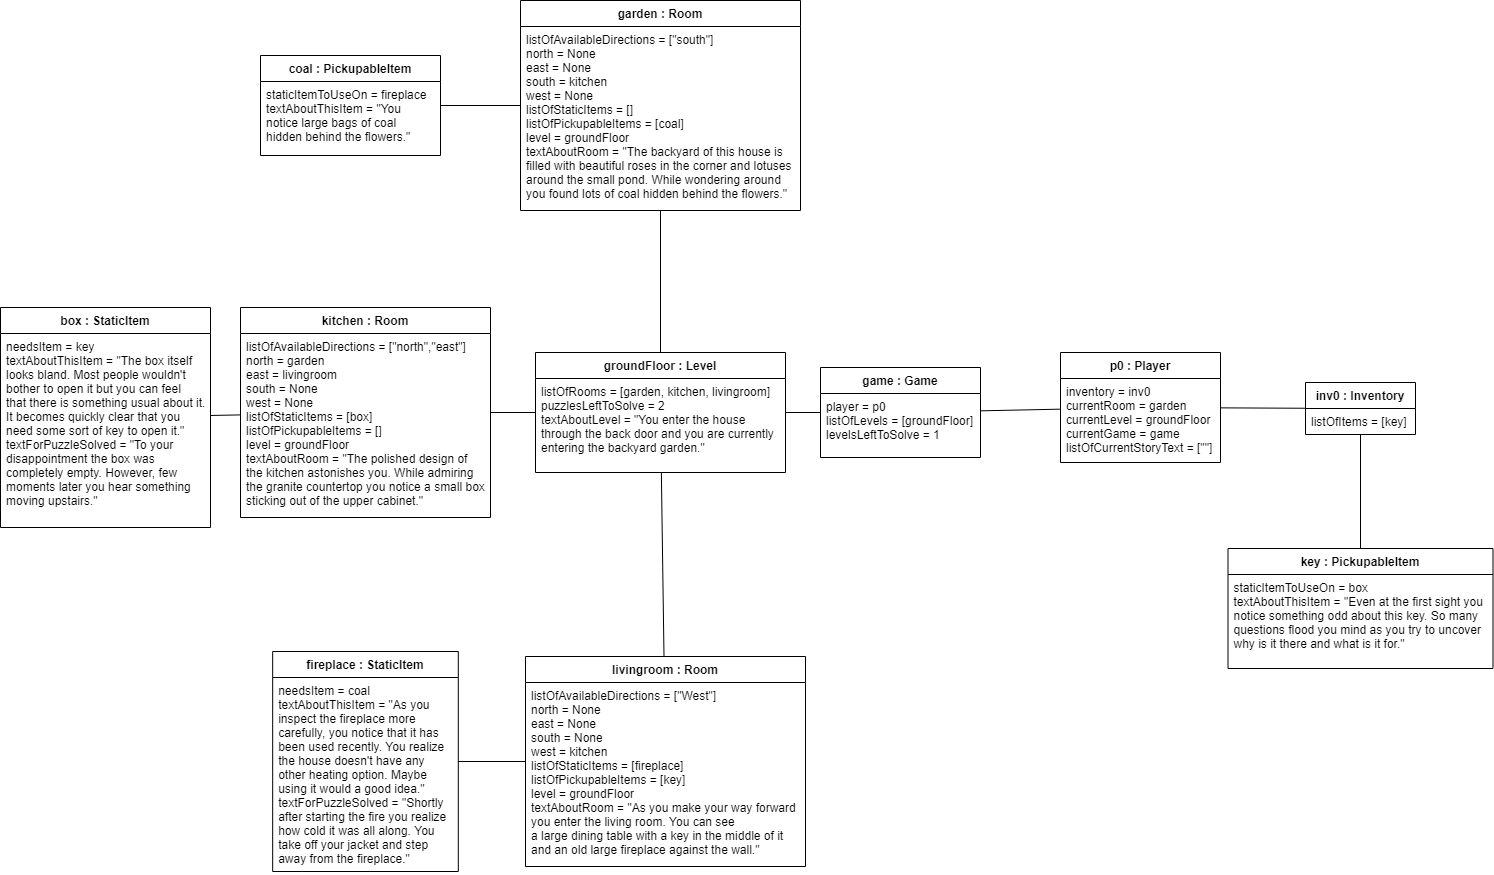 garden : Room
listOfAvailableDirections = ["south"]
north = None
east = None
south = kitchen
west = None
listOfStaticItems = []
listOfPickupableItems = [coal]
level = groundFloor
textAboutRoom = "The backyard of this house is
filled with beautiful roses in the corner and lotuses
around the small pond. While wondering around
you found lots of coal hidden behind the flowers."
coal : PickupableItem
staticItemToUseOn = fireplace
textAboutThisItem = "You
notice large bags of coal
hidden behind the flowers."
box : StaticItem
needsItem = key
textAboutThisItem = "The box itself
looks bland. Most people wouldn't
bother to open it but you can feel
that there is something usual about it.
It becomes quickly clear that you
need some sort of key to open it."
textForPuzzleSolved = "To your
disappointment the box was
completely empty. However, few
moments later you hear something
moving upstairs."
kitchen : Room
listOfAvailableDirections = ["north","east"]
north = garden
east = livingroom
south = None
west = None
listOfStaticItems = [box]
listOfPickupableItems = []
level = groundFloor
textAboutRoom = "The polished design of
the kitchen astonishes you. While admiring
the granite countertop you notice a small box
sticking out of the upper cabinet."
groundFloor : Level
listOfRooms = [garden, kitchen, livingroom]
puzzlesLeftToSolve = 2
textAboutLevel = "You enter the house
through the back door and you are currently
entering the backyard garden."
game : Game
player = p0
listOfLevels = [groundFloor]
levelsLeftToSolve = 1
p0 : Player
inventory = inv0
currentRoom = garden
currentLevel = groundFloor
currentGame = game
listOfCurrentStoryText = [""]
inv0 : Inventory
listOfItems = [key]
key : PickupableItem
staticItemToUseOn = box
textAboutThisItem = "Even at the first sight you
notice something odd about this key. So many
questions flood you mind as you try to uncover
why is it there and what is it for."
fireplace : StaticItem
needsItem = coal
textAboutThisItem = "As you
inspect the fireplace more
carefully, you notice that it has
been used recently. You realize
the house doesn't have any
other heating option. Maybe
using it would a good idea."
textForPuzzleSolved = "Shortly
after starting the fire you realize
how cold it was all along. You
take off your jacket and step
away from the fireplace."
livingroom : Room
listOfAvailableDirections = ["West"]
north = None
east = None
south = None
west = kitchen
listOfStaticItems = [fireplace]
listOfPickupableItems = [key]
level = groundFloor
textAboutRoom = "As you make your way forward
you enter the living room. You can see
a large dining table with a key in the middle of it
and an old large fireplace against the wall."